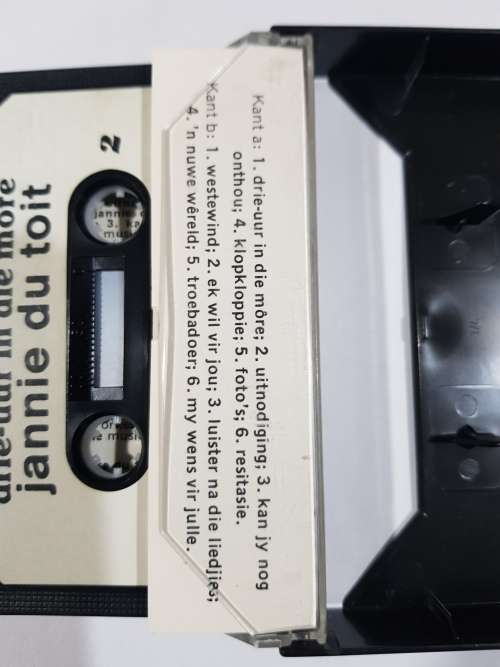 Kant a: 1. drie-uur in die môre; 2. uitnodiging; 3. kan jy nog
onthou; 4. klopkloppie; 5. foto's; 6. resitasie.
Kant b: 1. westewind; 2. ek wil vir jou; 3. luister na die liedjies;
4. 'n nuwe wêreld; 5. troebadoer; 6. my wens vir julle.
2
drie-uur in die môre
jannie du toit